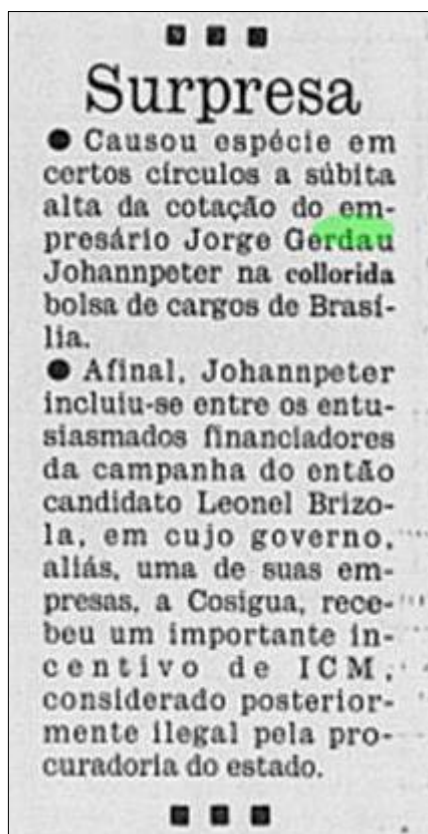 Surpresa
● Causou espécie em
certos círculos a súbita
alta da cotação do em-
presário Jorge Gerdau
Johannpeter na collorida
bolsa de cargos de Brasí-
lia.
● Afinal, Johannpeter
incluiu-se entre os entu-
siasmados financiadores
da campanha do então
candidato Leonel Brizo-
la, em cujo governo,
aliás, uma de suas em-
presas, a Cosigua, rece-
beu um importante in-
centivo de ICM,
considerado posterior-
mente ilegal pela pro-
curadoria do estado.